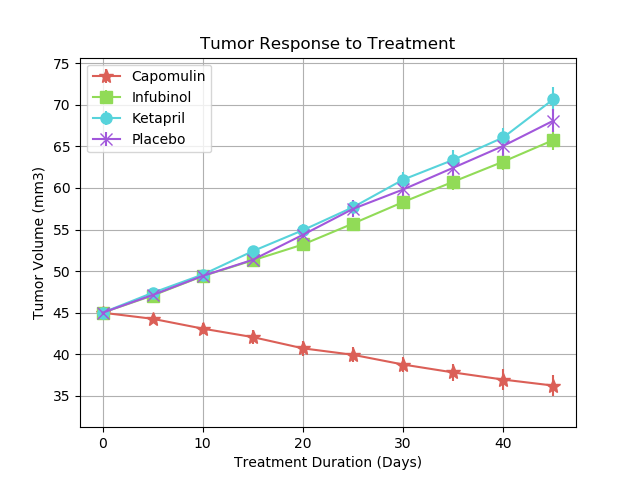 Tumor Response to Treatment
Capomulin
Infubinol
Ketapril
Placebo
Tumor Volume (mm3)
75
70
65
60
55
50
45
40
35
0 10 20 30 40
Treatment Duration (Days)